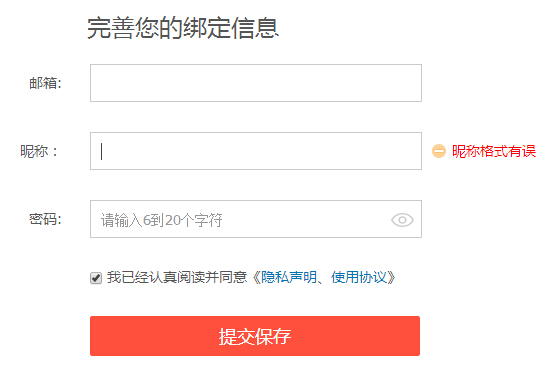 完善您的绑定信息
邮箱:
昵称： 昵称格式有误
密码: 请输入6到20个字符
我已经认真阅读并同意《隐私声明、使用协议》
提交保存